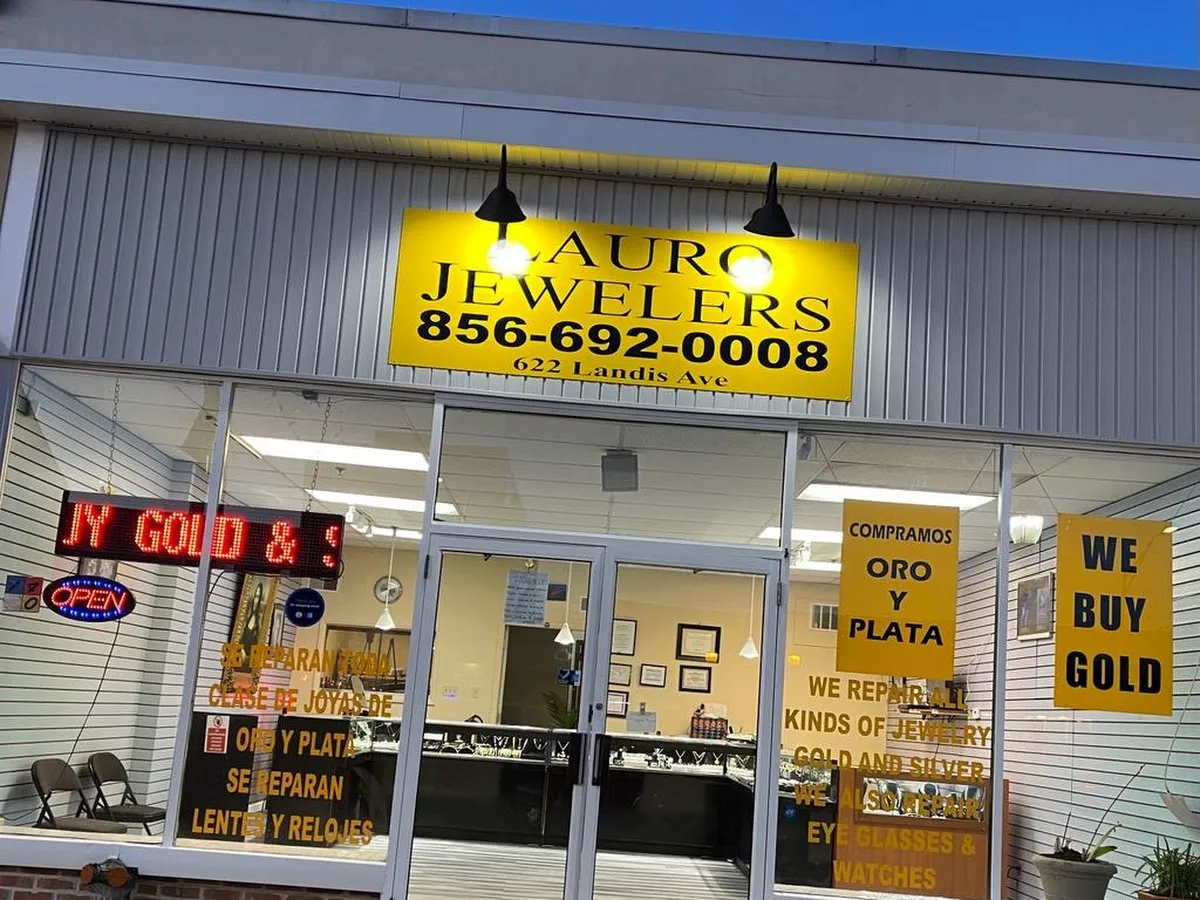 LAURO
JEWELERS
856-692-0008
622 Landis Ave
UY GOLD &
OPEN
COMPRAMOS
ORO
Y
PLATA
WE
BUY
GOLD
SE REPARAN TODA
CLASE DE JOYAS DE
ORO Y PLATA
SE REPARAN
LENTES Y RELOJES
WE REPAIR ALL
KINDS OF JEWELRY
GOLD AND SILVER
WE ALSO REPAIR
EYE GLASSES &
WATCHES